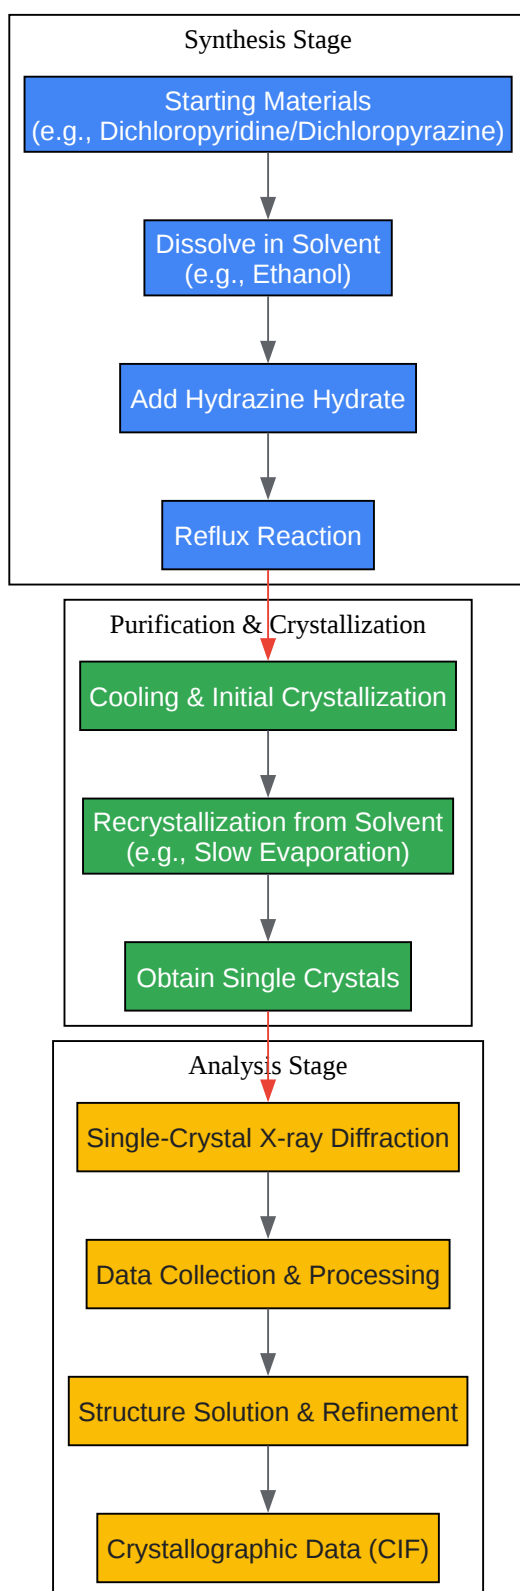 Synthesis Stage
Starting Materials
(e.g., Dichloropyridine/Dichloropyrazine)
Dissolve in Solvent
(e.g., Ethanol)
Add Hydrazine Hydrate
Reflux Reaction
Purification & Crystallization
Cooling & Initial Crystallization
Recrystallization from Solvent
(e.g., Slow Evaporation)
Obtain Single Crystals
Analysis Stage
Single-Crystal X-ray Diffraction
Data Collection & Processing
Structure Solution & Refinement
Crystallographic Data (CIF)